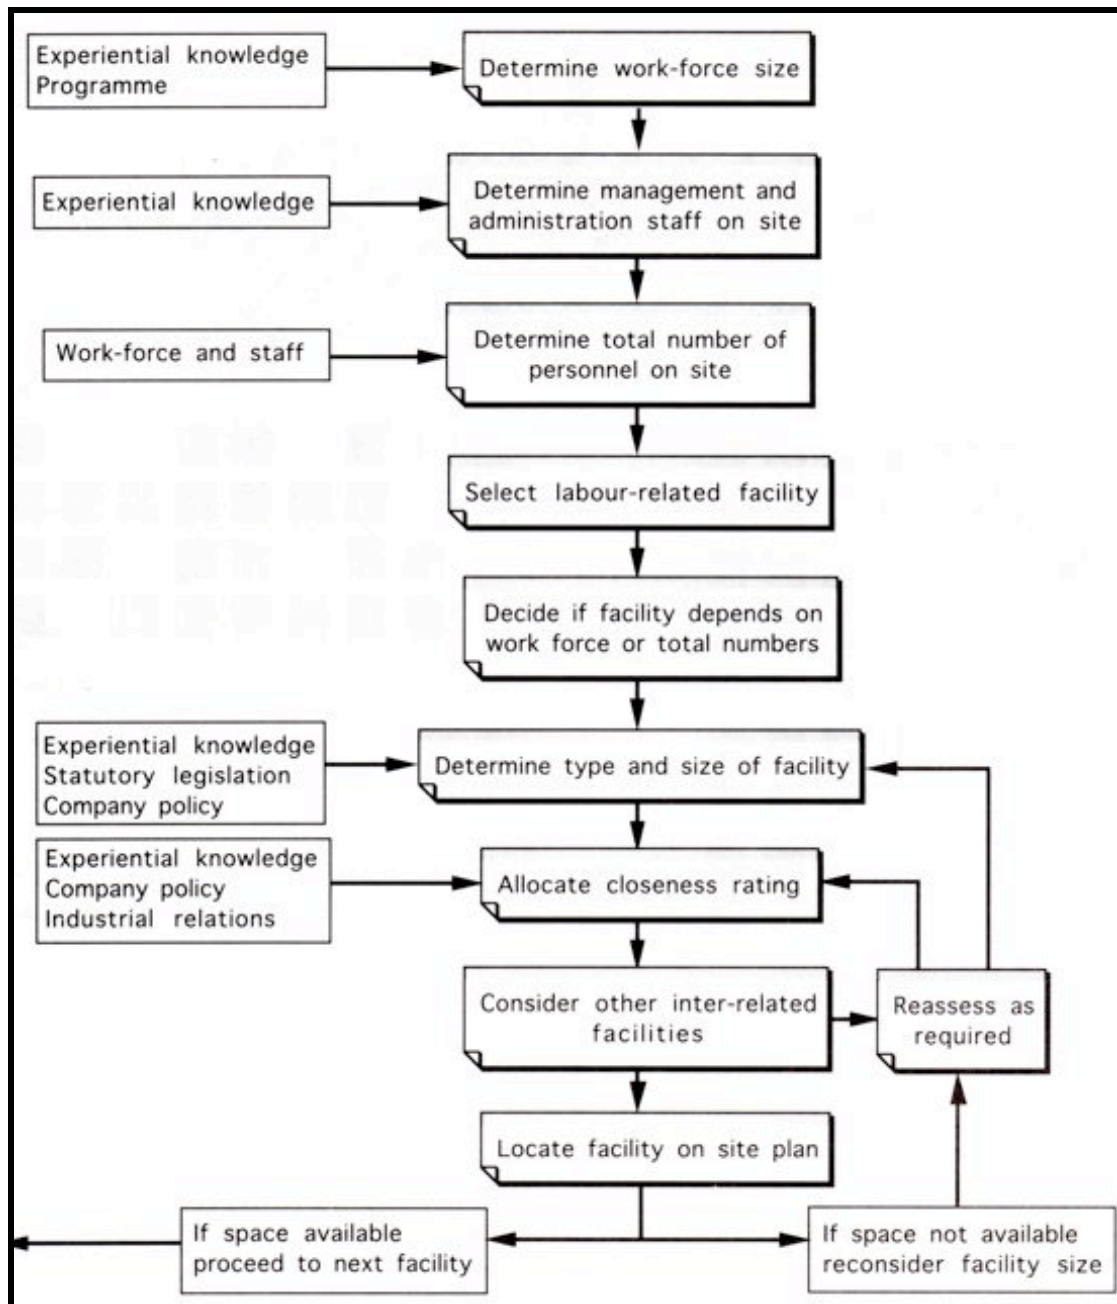 Experiential knowledge
Programme
Determine work-force size
Experiential knowledge
Determine management and
administration staff on site
Work-force and staff
Determine total number of
personnel on site
Select labour-related facility
Decide if facility depends on
work force or total numbers
Experiential knowledge
Statutory legislation
Company policy
Determine type and size of facility
Experiential knowledge
Company policy
Industrial relations
Allocate closeness rating
Consider other inter-related
facilities
Reassess as
required
Locate facility on site plan
If space available
proceed to next facility
If space not available
reconsider facility size